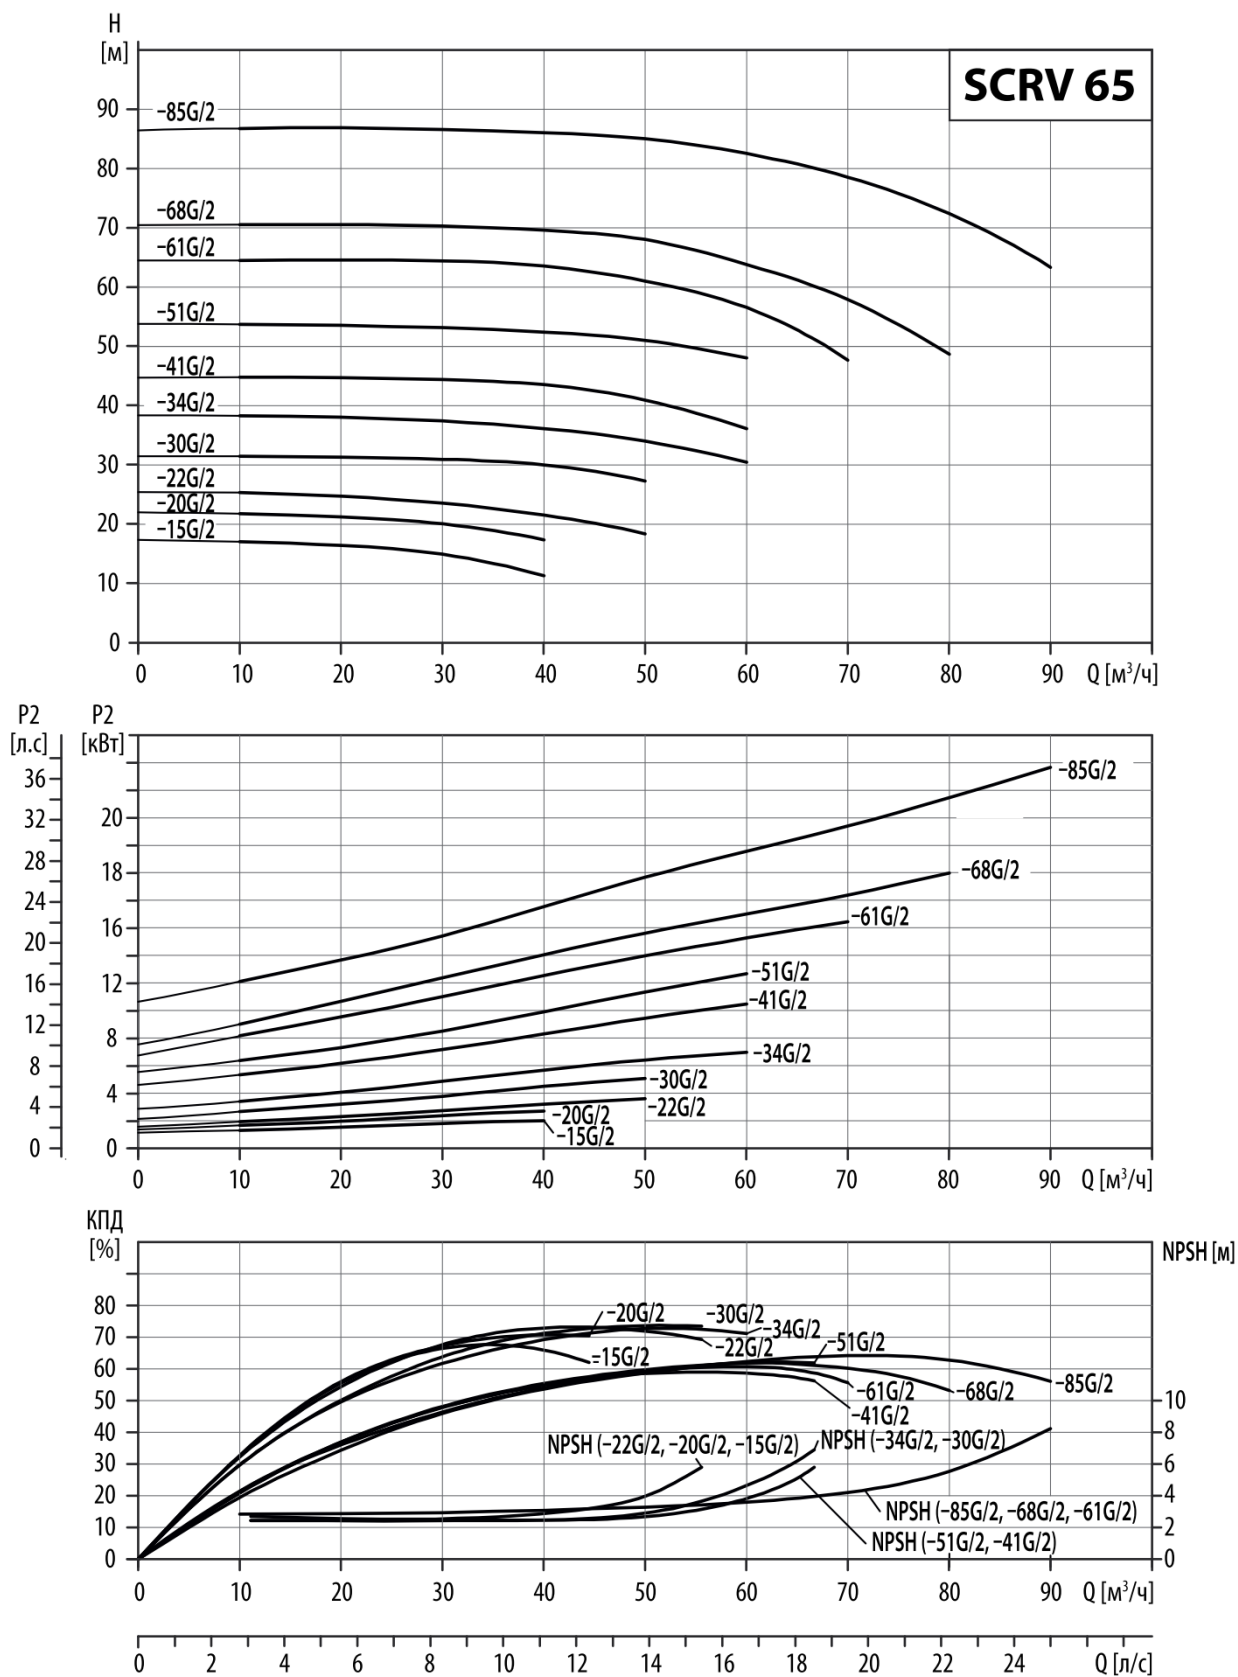 H
[м]
SCRV 65
90
–85G/2
80
70
–68G/2
–61G/2
60
–51G/2
50
–41G/2
40
–34G/2
–30G/2
30
–22G/2
–20G/2
20
–15G/2
10
0
0 10 20 30 40 50 60 70 80 90 Q [м³/ч]
P2 P2
[л.с] [кВт]
–85G/2
36
32 20
28
18 –68G/2
24
16 –61G/2
20
–51G/2
16 12
–41G/2
12
8
–34G/2
8
–30G/2
4
4 –22G/2
–20G/2
–15G/2
0 0
0 10 20 30 40 50 60 70 80 90 Q [м³/ч]
КПД
[%] NPSH [м]
80
–20G/2 –30G/2
–34G/2
70
–51G/2
–22G/2
–15G/2
60
–85G/2
–61G/2 –68G/2
50 10
–41G/2
40 8
NPSH (–22G/2, –20G/2, –15G/2) NPSH (–34G/2, –30G/2)
30 6
20 4
NPSH (–85G/2, –68G/2, –61G/2)
10 2
NPSH (–51G/2, –41G/2)
0 0
0 10 20 30 40 50 60 70 80 90 Q [м³/ч]
0 2 4 6 8 10 12 14 16 18 20 22 24 Q [л/с]